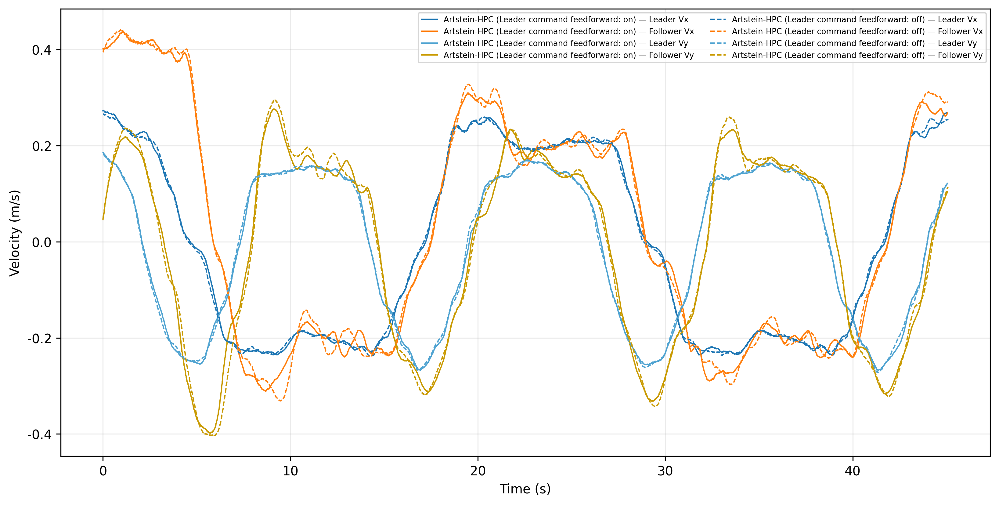 Artstein-HPC (Leader command feedforward: on) — Leader Vx
Artstein-HPC (Leader command feedforward: on) — Follower Vx
Artstein-HPC (Leader command feedforward: on) — Leader Vy
Artstein-HPC (Leader command feedforward: on) — Follower Vy
Artstein-HPC (Leader command feedforward: off) — Leader Vx
Artstein-HPC (Leader command feedforward: off) — Follower Vx
Artstein-HPC (Leader command feedforward: off) — Leader Vy
Artstein-HPC (Leader command feedforward: off) — Follower Vy
Velocity (m/s)
0.4
0.2
0.0
-0.2
-0.4
0 10 20 30 40
Time (s)